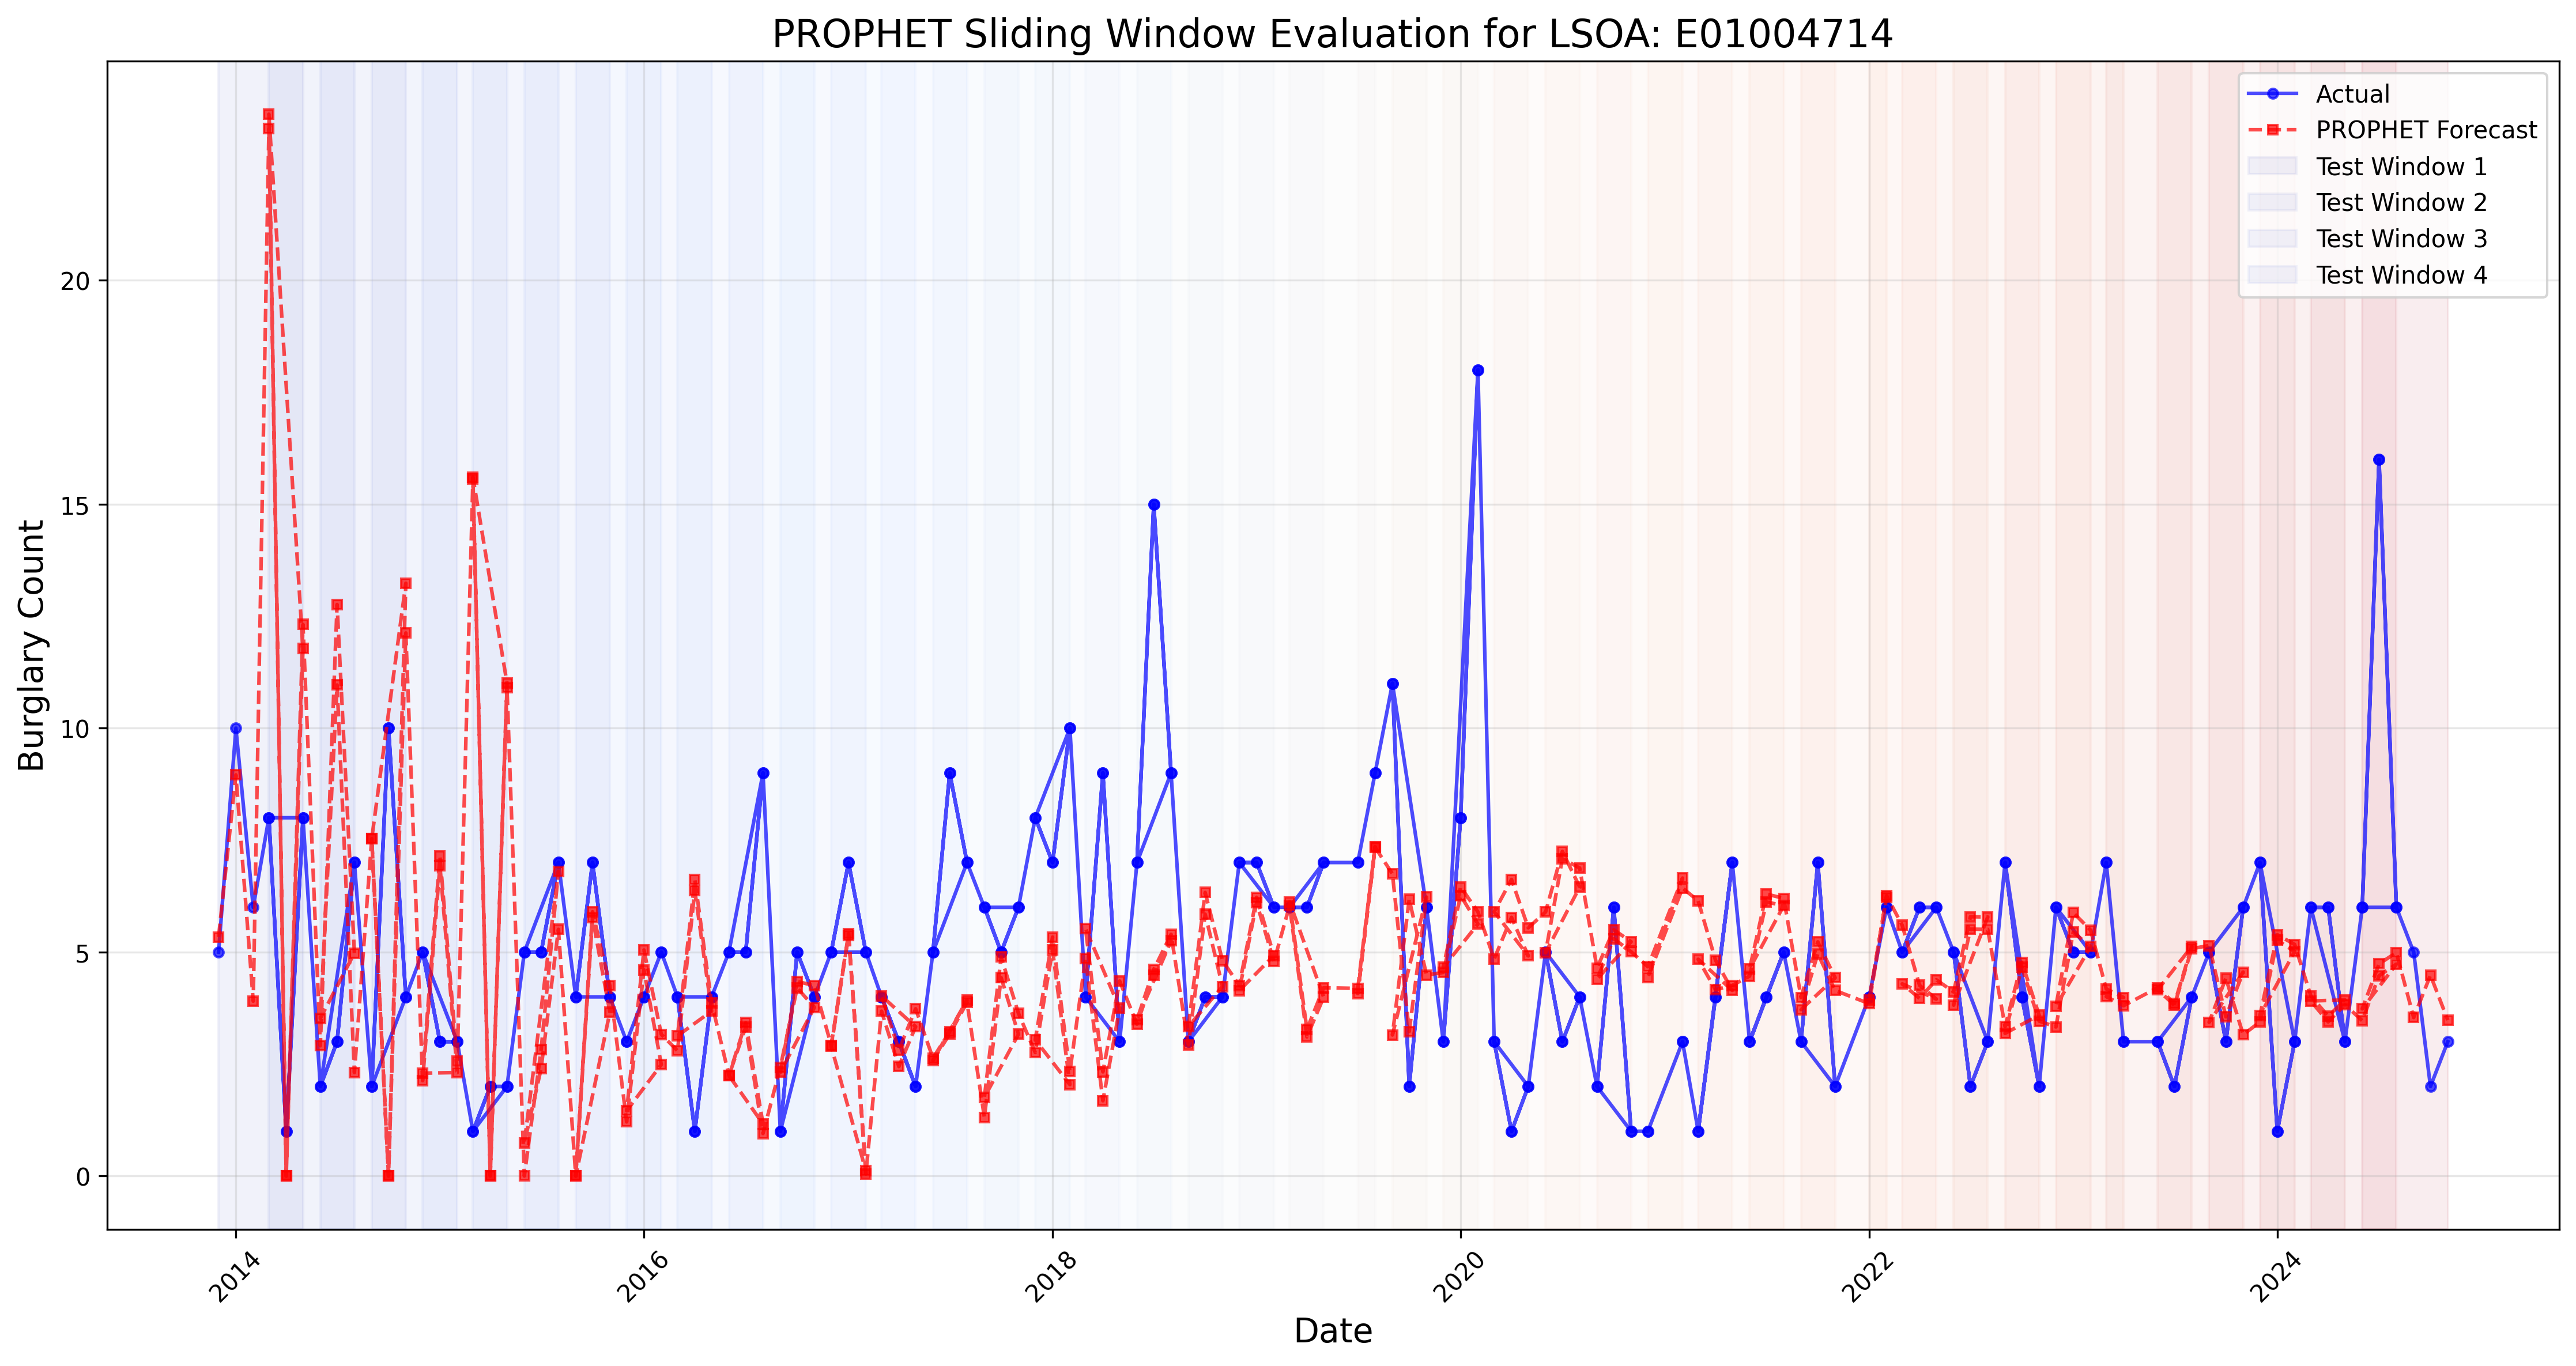 PROPHET Sliding Window Evaluation for LSOA: E01004714
Actual
PROPHET Forecast
Test Window 1
Test Window 2
Test Window 3
Test Window 4
Burglary Count
20
15
10
5
0
2014
2016
2018
2020
2022
2024
Date